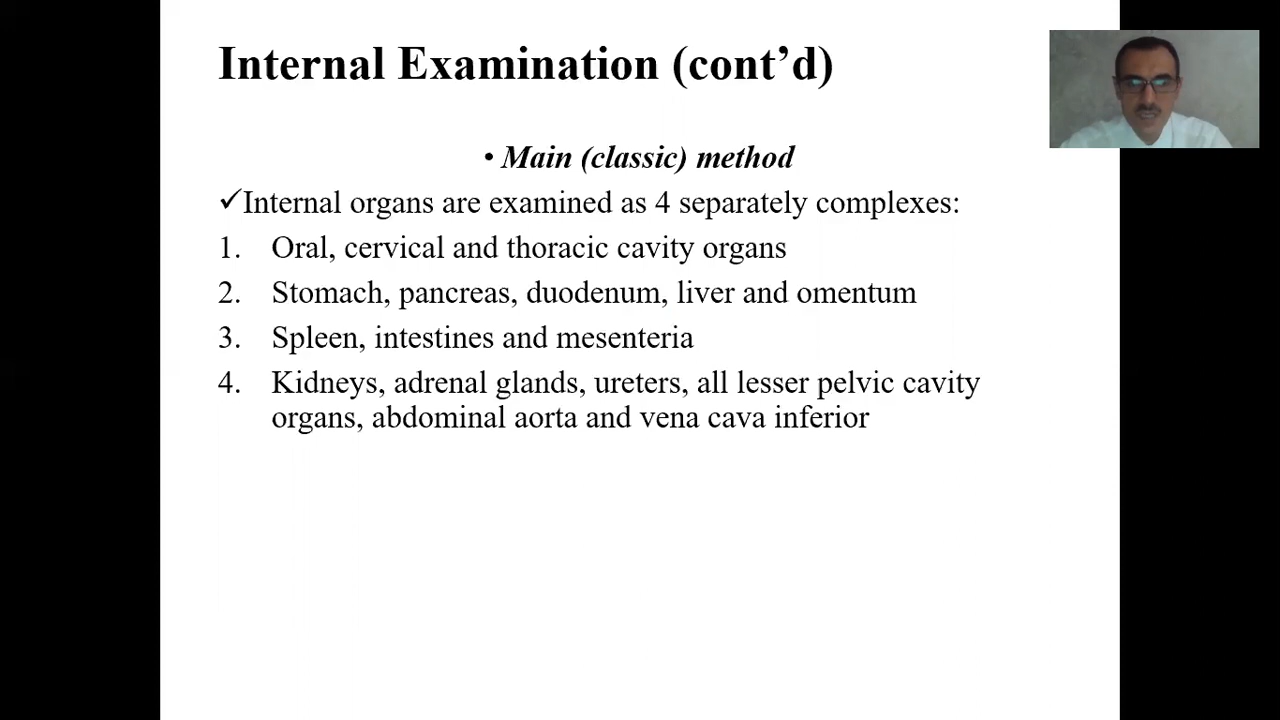 Internal Examination (cont’d)
• Main (classic) method
✓Internal organs are examined as 4 separately complexes:
1. Oral, cervical and thoracic cavity organs
2. Stomach, pancreas, duodenum, liver and omentum
3. Spleen, intestines and mesenteria
4. Kidneys, adrenal glands, ureters, all lesser pelvic cavity
organs, abdominal aorta and vena cava inferior